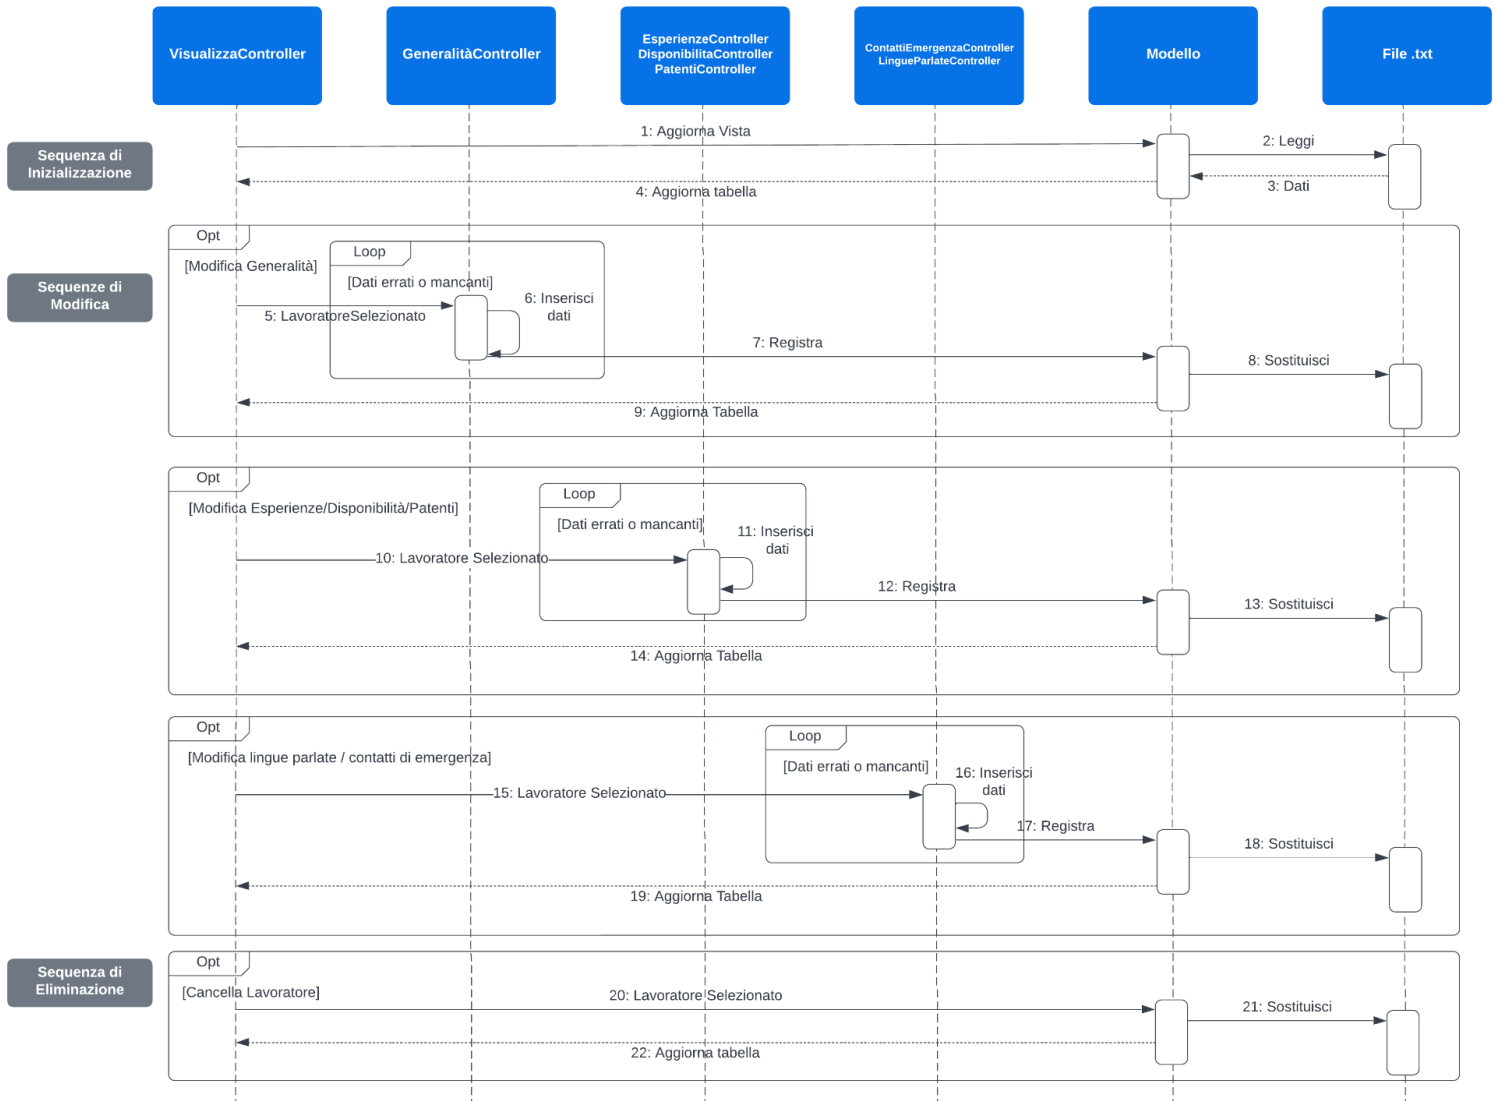 VisualizzaController
GeneralitàController
EsperienzeController
DisponibilitaController
PatentiController
ContattiEmergenzaController
LingueParlateController
Modello
File .txt
Sequenza di
Inizializzazione
1: Aggiorna Vista
2: Leggi
3: Dati
4: Aggiorna tabella
Sequenze di
Modifica
Opt
[Modifica Generalità]
Loop
[Dati errati o mancanti]
5: LavoratoreSelezionato
6: Inserisci
dati
7: Registra
8: Sostituisci
9: Aggiorna Tabella
Opt
[Modifica Esperienze/Disponibilità/Patenti]
Loop
[Dati errati o mancanti]
10: Lavoratore Selezionato
11: Inserisci
dati
12: Registra
13: Sostituisci
14: Aggiorna Tabella
Opt
[Modifica lingue parlate / contatti di emergenza]
Loop
[Dati errati o mancanti]
15: Lavoratore Selezionato
16: Inserisci
dati
17: Registra
18: Sostituisci
19: Aggiorna Tabella
Sequenza di
Eliminazione
Opt
[Cancella Lavoratore]
20: Lavoratore Selezionato
21: Sostituisci
22: Aggiorna tabella